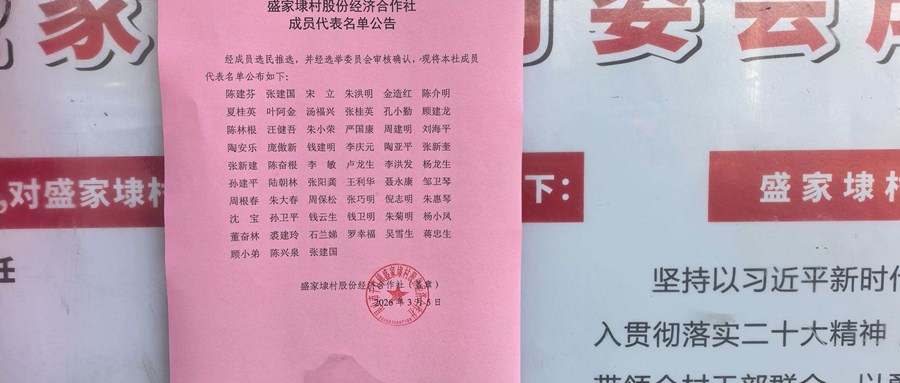 盛家埭村股份经济合作社
成员代表名单公告
经成员选民推选，并经选举委员会审核确认，现将本社成员
代表名单公布如下：
陈建芬 张建国 宋立 朱洪明 金造红 陈介明
夏桂英 叶阿金 汤福兴 张桂英 孔小勤 顾建龙
陈林根 汪健吾 朱小荣 严国康 周建明 刘海平
陶安乐 庞傲新 钱建明 李庆元 陶亚平 张新奎
张新建 陈奋根 李敏 卢龙生 李洪发 杨龙生
孙建平 陆朝林 张阳龚 王利华 聂永康 邹卫琴
周根春 朱大春 周保松 张巧明 倪志明 朱惠琴
沈宝 孙卫平 钱云生 钱卫明 朱菊明 杨小凤
董奋林 裘建玲 石兰娣 罗幸福 吴雪生 蒋忠生
顾小弟 陈兴泉 张建国
盛家埭村股份经济合作社（盖章）
2026年3月5日
家
委会
,对盛家埭村
下：
盛家埭村
任
坚持以习近平新时代
入贯彻落实二十大精神，
带领全村干部群众，以